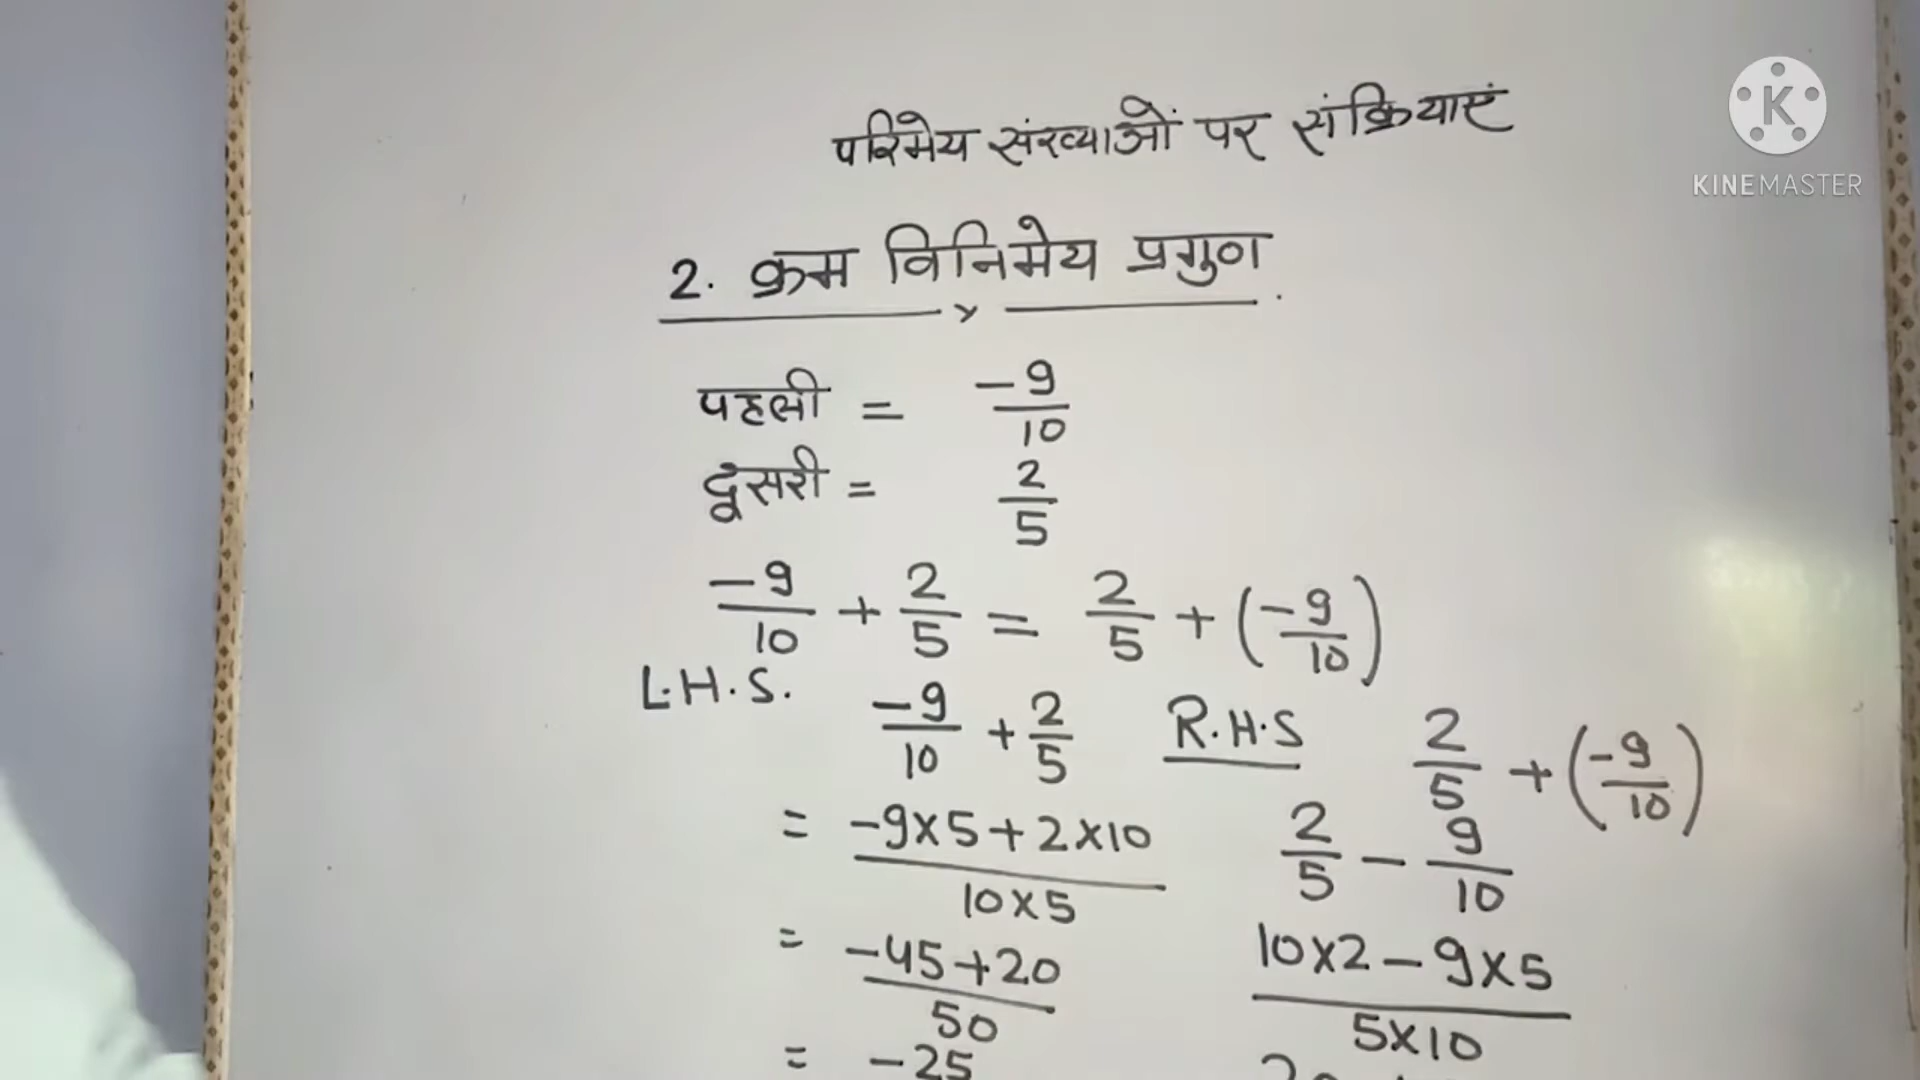 परिमेय संख्याओं पर संक्रियाएं
KINEMASTER
2. क्रम विनिमेय प्रगुण
पहली = -9/10
दूसरी = 2/5
-9/10 + 2/5 = 2/5 + (-9/10)
L.H.S. -9/10 + 2/5
= -9×5+2×10/10×5
= -45+20/50
= -25
R.H.S 2/5 + (-9/10)
2/5 - 9/10
10×2-9×5/5×10